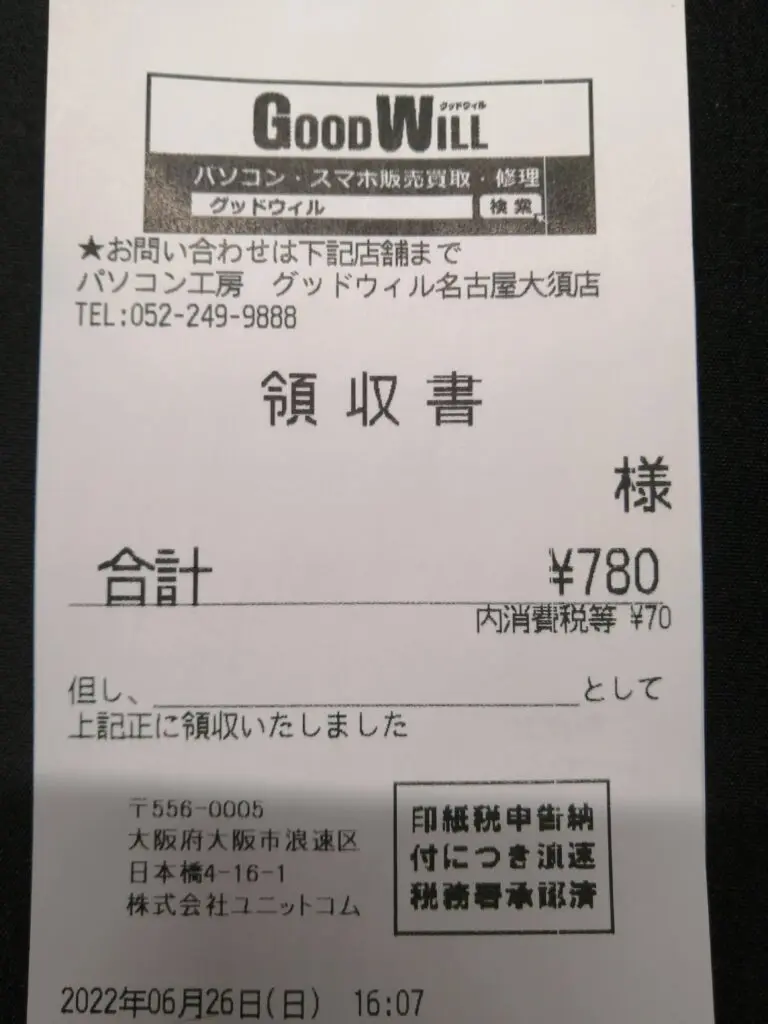 グッドウィル
GOODWILL
パソコン・スマホ販売買取・修理
グッドウィル 検索
★お問い合わせは下記店舗まで
パソコン工房 グッドウィル名古屋大須店
TEL:052-249-9888
領収書
様
合計 ¥780
内消費税等 ¥70
但し、 として
上記正に領収いたしました
〒556-0005
大阪府大阪市浪速区
日本橋4-16-1
株式会社ユニットコム
印紙税申告納
付につき浪速
税務署承認済
2022年06月26日(日) 16:07